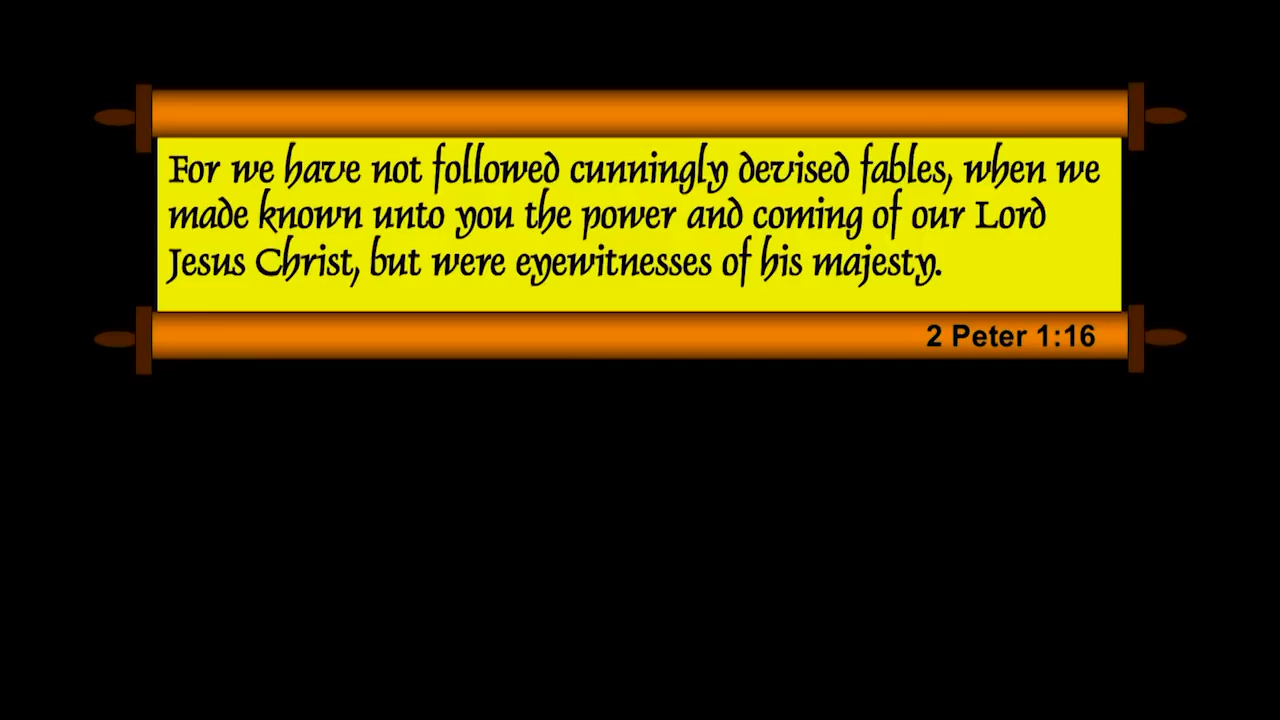 For we have not followed cunningly devised fables, when we
made known unto you the power and coming of our Lord
Jesus Christ, but were eyewitnesses of his majesty.
2 Peter 1:16